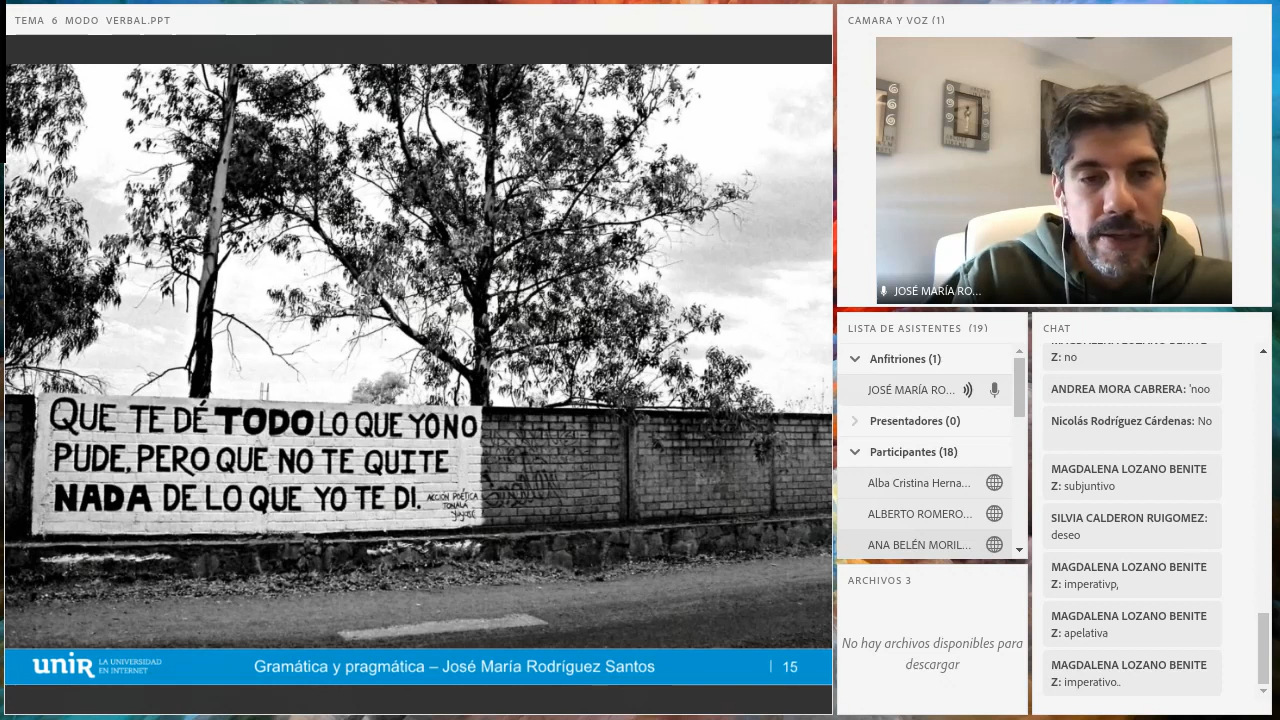 TEMA 6 MODO VERBAL.PPT
QUE TE DÉ TODO LO QUE YO NO
PUDE, PERO QUE NO TE QUITE
NADA DE LO QUE YO TE DI.
ACCIÓN POÉTICA
TONALA
unir LA UNIVERSIDAD
EN INTERNET
Gramática y pragmática – José María Rodríguez Santos
15
CAMARA Y VOZ (1)
JOSÉ MARÍA RO...
LISTA DE ASISTENTES (19)
Anfitriones (1)
JOSÉ MARÍA RO...
Presentadores (0)
Participantes (18)
Alba Cristina Herna...
ALBERTO ROMERO...
ANA BELÉN MORIL...
ARCHIVOS 3
No hay archivos disponibles para
descargar
CHAT
MAGDALENA LOZANO BENITE
Z: no
ANDREA MORA CABRERA: 'noo
Nicolás Rodríguez Cárdenas: No
MAGDALENA LOZANO BENITE
Z: subjuntivo
SILVIA CALDERON RUIGOMEZ:
deseo
MAGDALENA LOZANO BENITE
Z: imperativp,
MAGDALENA LOZANO BENITE
Z: apelativa
MAGDALENA LOZANO BENITE
Z: imperativo..